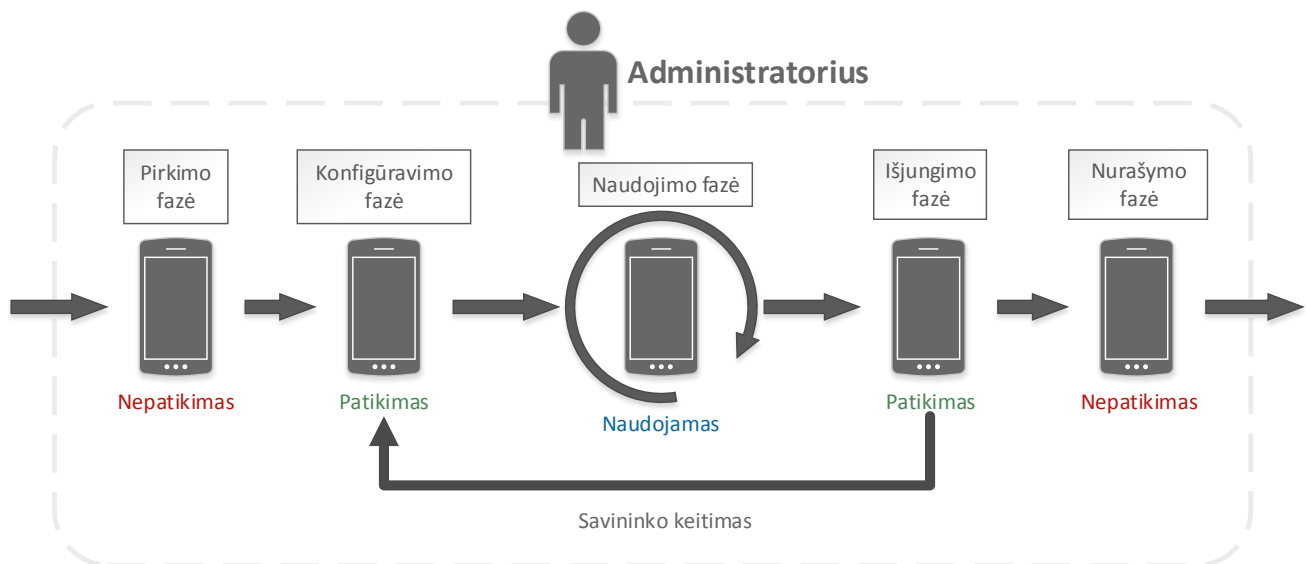 Administratorius
Pirkimo
fazė
Konfigūravimo
fazė
Naudojimo fazė
Išjungimo
fazė
Nurašymo
fazė
Nepatikimas
Patikimas
Naudojamas
Patikimas
Nepatikimas
Savininko keitimas